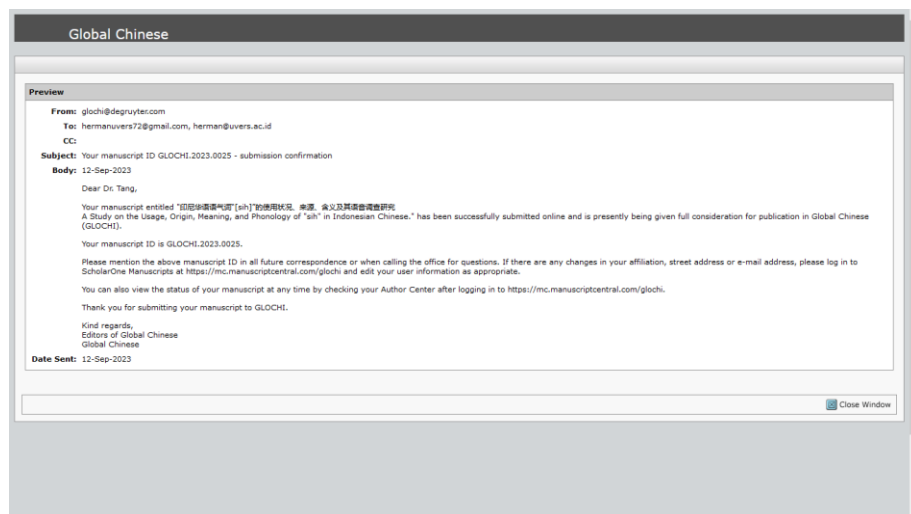 Global Chinese
Preview
From: glochi@degruyter.com
To: hermanuvers72@gmail.com, herman@uvers.ac.id
CC:
Subject: Your manuscript ID GLOCHI.2023.0025 - submission confirmation
Body: 12-Sep-2023
Dear Dr. Tang,
Your manuscript entitled "印尼华语语气词"[sih]"的使用状况、来源、含义及其语音调查研究
A Study on the Usage, Origin, Meaning, and Phonology of "sih" in Indonesian Chinese." has been successfully submitted online and is presently being given full consideration for publication in Global Chinese
(GLOCHI).
Your manuscript ID is GLOCHI.2023.0025.
Please mention the above manuscript ID in all future correspondence or when calling the office for questions. If there are any changes in your affiliation, street address or e-mail address, please log in to
ScholarOne Manuscripts at https://mc.manuscriptcentral.com/glochi and edit your user information as appropriate.
You can also view the status of your manuscript at any time by checking your Author Center after logging in to https://mc.manuscriptcentral.com/glochi.
Thank you for submitting your manuscript to GLOCHI.
Kind regards,
Editors of Global Chinese
Global Chinese
Date Sent: 12-Sep-2023
Close Window